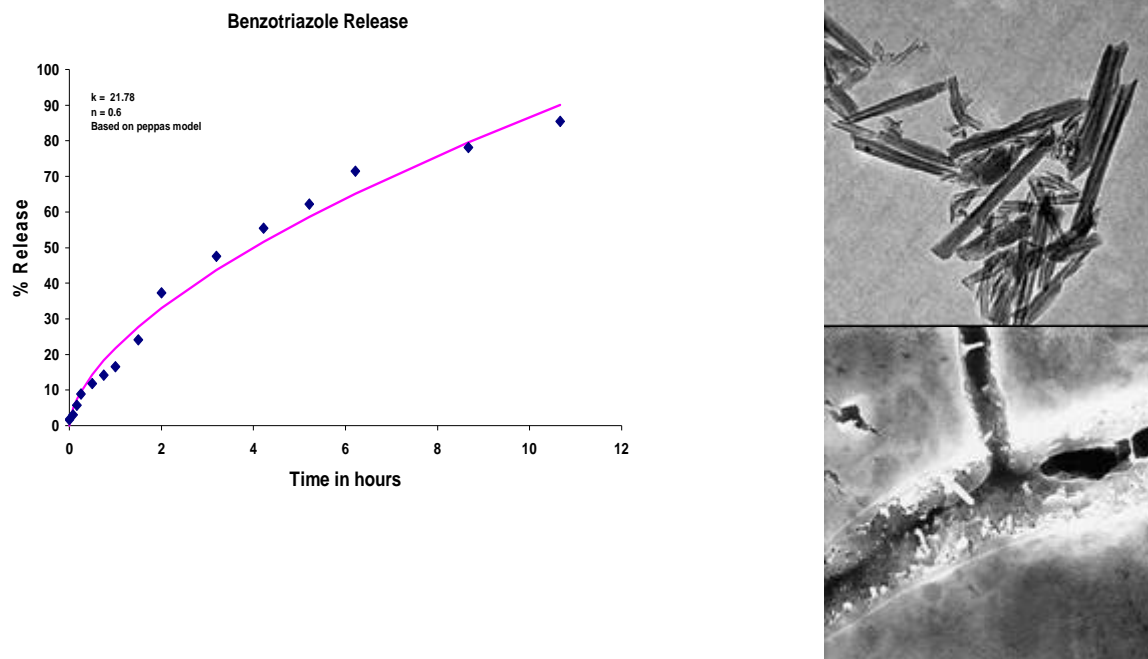 Benzotriazole Release
100
90
80
70
60
50
40
30
20
10
0
k = 21.78
n = 0.6
Based on peppas model
% Release
0 2 4 6 8 10 12
Time in hours